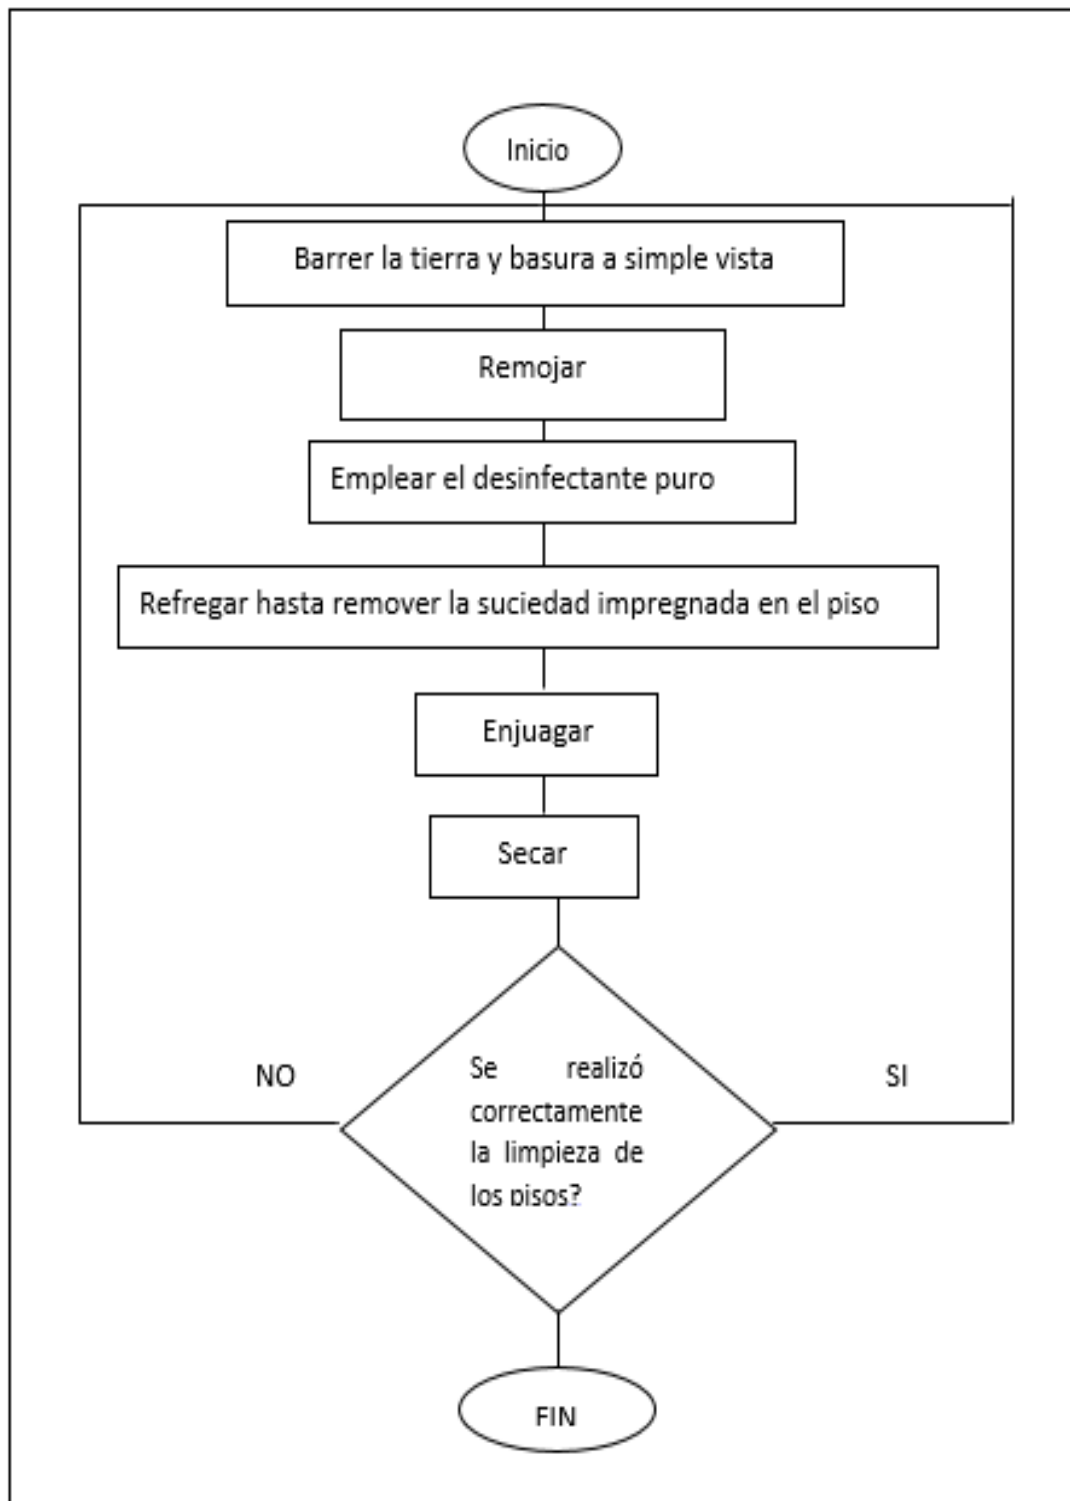 Inicio
Barrer la tierra y basura a simple vista
Remojar
Emplear el desinfectante puro
Refregar hasta remover la suciedad impregnada en el piso
Enjuagar
Secar
NO
SI
Se realizó
correctamente
la limpieza de
los pisos?
FIN